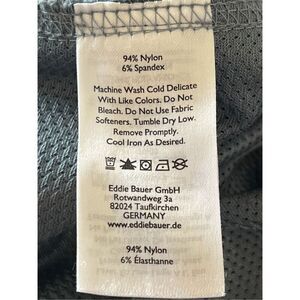 94% Nylon
6% Spandex
Machine Wash Cold Delicate
With Like Colors. Do Not
Bleach. Do Not Use Fabric
Softeners. Tumble Dry Low.
Remove Promptly.
Cool Iron As Desired.
Eddie Bauer GmbH
Rotwandweg 3a
82024 Taufkirchen
GERMANY
www.eddiebauer.de
94% Nylon
6% Élasthanne